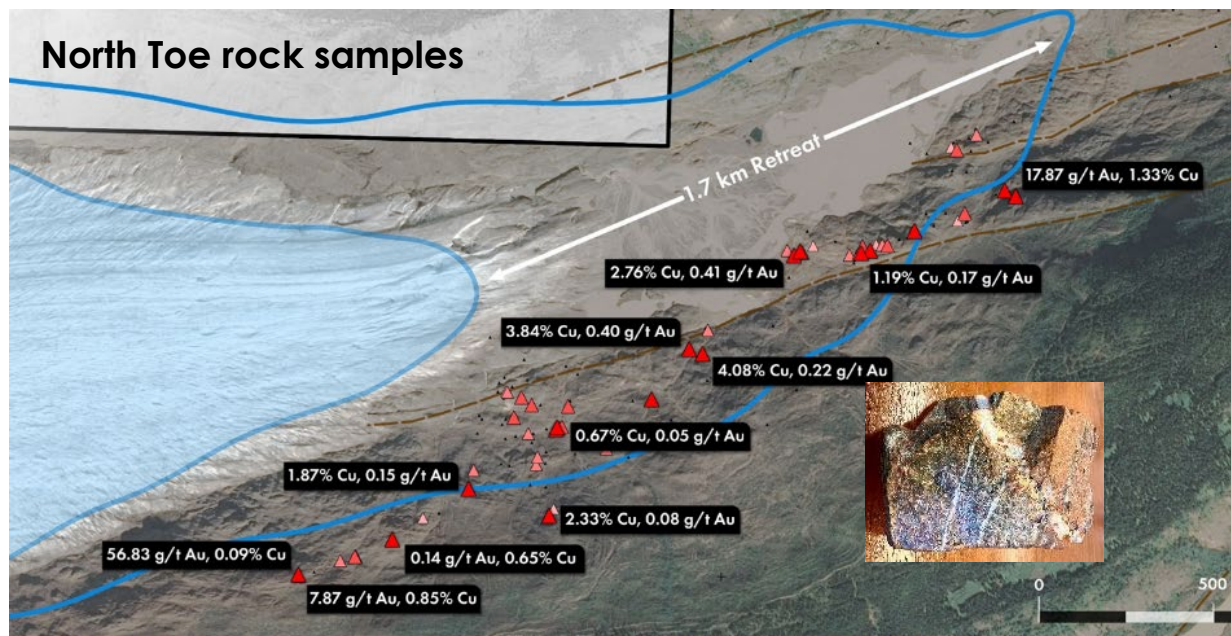 North Toe rock samples
1.7 km Retreat
17.87 g/t Au, 1.33% Cu
2.76% Cu, 0.41 g/t Au
1.19% Cu, 0.17 g/t Au
3.84% Cu, 0.40 g/t Au
4.08% Cu, 0.22 g/t Au
0.67% Cu, 0.05 g/t Au
1.87% Cu, 0.15 g/t Au
2.33% Cu, 0.08 g/t Au
56.83 g/t Au, 0.09% Cu
0.14 g/t Au, 0.65% Cu
7.87 g/t Au, 0.85% Cu
0 500